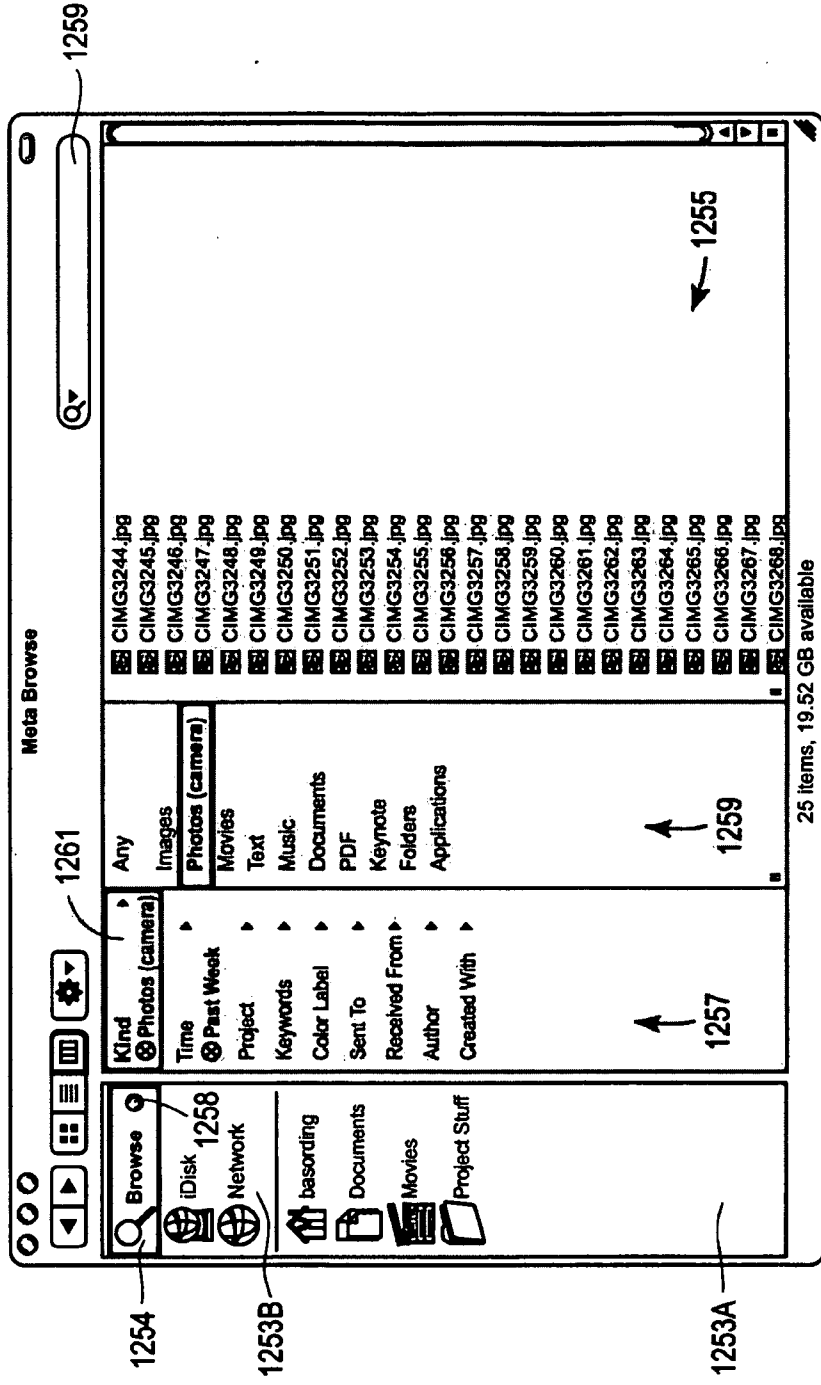 Meta Browse
1259
1261
1254
Browse
1258
iDisk
Network
1253B
basording
Documents
Movies
Project Stuff
1253A
Kind
Photos (camera)
Time
Past Week
Project
Keywords
Color Label
Sent To
Received From
Author
Created With
1257
Any
Images
Photos (camera)
Movies
Text
Music
Documents
PDF
Keynote
Folders
Applications
1259
CIMG3244.jpg
CIMG3245.jpg
CIMG3246.jpg
CIMG3247.jpg
CIMG3248.jpg
CIMG3249.jpg
CIMG3250.jpg
CIMG3251.jpg
CIMG3252.jpg
CIMG3253.jpg
CIMG3254.jpg
CIMG3255.jpg
CIMG3256.jpg
CIMG3257.jpg
CIMG3258.jpg
CIMG3259.jpg
CIMG3260.jpg
CIMG3261.jpg
CIMG3262.jpg
CIMG3263.jpg
CIMG3264.jpg
CIMG3265.jpg
CIMG3266.jpg
CIMG3267.jpg
CIMG3268.jpg
1255
25 items, 19.52 GB available